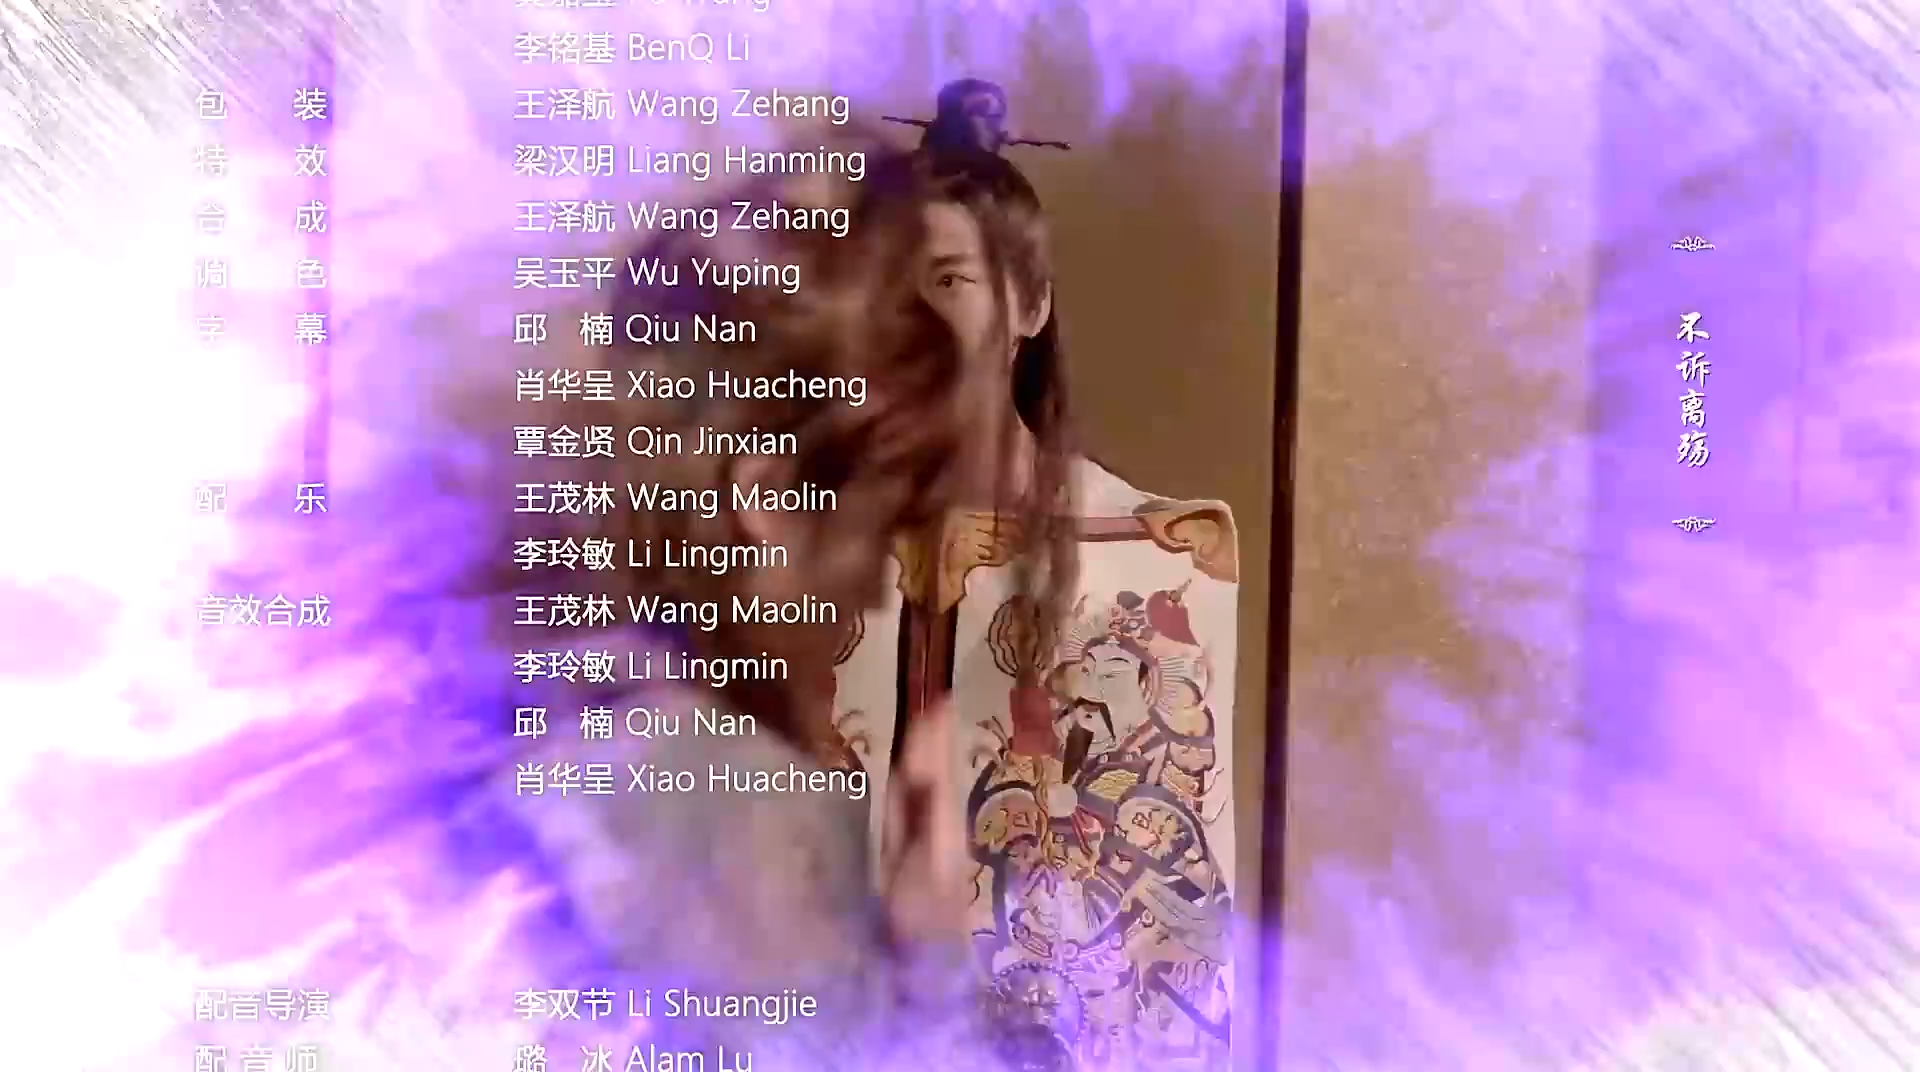 李铭基 BenQ Li
包 装 王泽航 Wang Zehang
特 效 梁汉明 Liang Hanming
合 成 王泽航 Wang Zehang
调 色 吴玉平 Wu Yuping
字 幕 邱 楠 Qiu Nan
肖华呈 Xiao Huacheng
覃金贤 Qin Jinxian
配 乐 王茂林 Wang Maolin
李玲敏 Li Lingmin
音效合成 王茂林 Wang Maolin
李玲敏 Li Lingmin
邱 楠 Qiu Nan
肖华呈 Xiao Huacheng
配音导演 李双节 Li Shuangjie
配音师 璐 冰 Alam Lu
不诉离殇